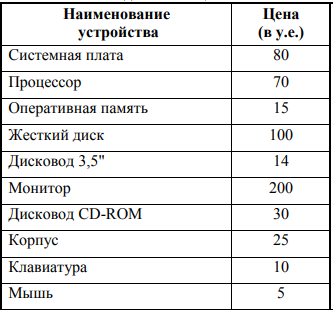 Наименование Цена
устройства (в у.е.)
Системная плата 80
Процессор 70
Оперативная память 15
Жесткий диск 100
Дисковод 3,5" 14
Монитор 200
Дисковод CD-ROM 30
Корпус 25
Клавиатура 10
Мышь 5